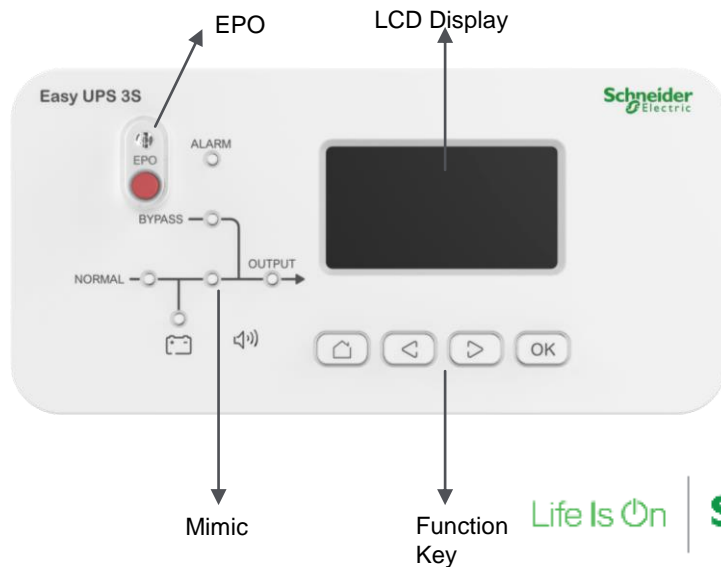 EPO
LCD Display
Easy UPS 3S
Schneider
Electric
EPO
ALARM
BYPASS
OUTPUT
NORMAL
OK
Mimic
Function
Key
Life Is On
S